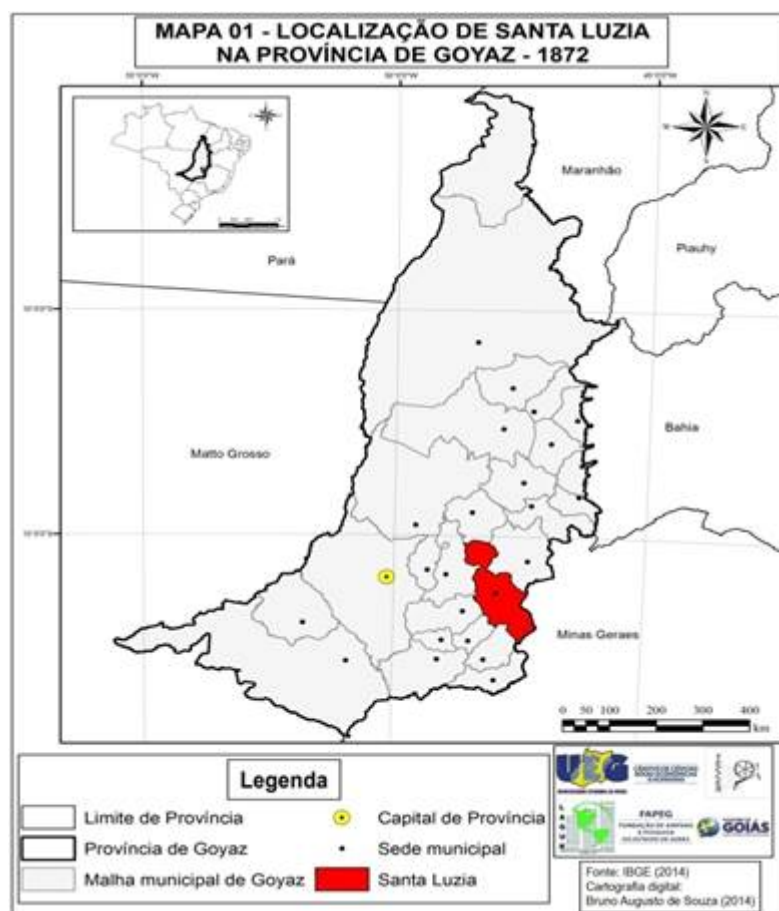 MAPA 01 - LOCALIZAÇÃO DE SANTA LUZIA
NA PROVÍNCIA DE GOYAZ - 1872
N
W
E
S
Maranhão
Piauhy
Pará
Matto Grosso
Bahia
Minas Geraes
0 50 100 200 300 400
km
Legenda
Limite de Província
Província de Goyaz
Malha municipal de Goyaz
Capital de Província
Sede municipal
Santa Luzia
UEG
FAPEG
GOIÁS
Fonte: IBGE (2014)
Cartografia digital:
Bruno Augusto de Souza (2014)